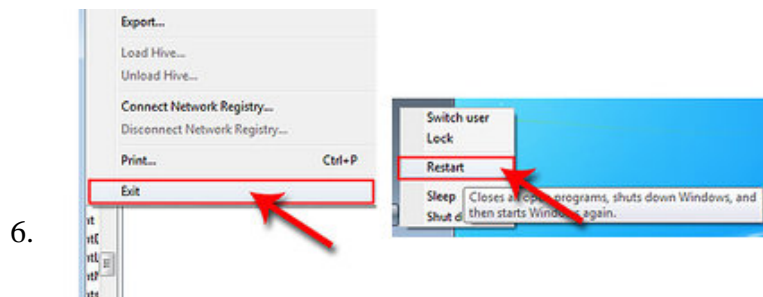 Export...
Load Hive...
Unload Hive...
Connect Network Registry...
Disconnect Network Registry...
Print... Ctrl+P
Exit
6.
Switch user
Lock
Restart
Sleep
Shut d
Closes all open programs, shuts down Windows, and
then starts Windows again.